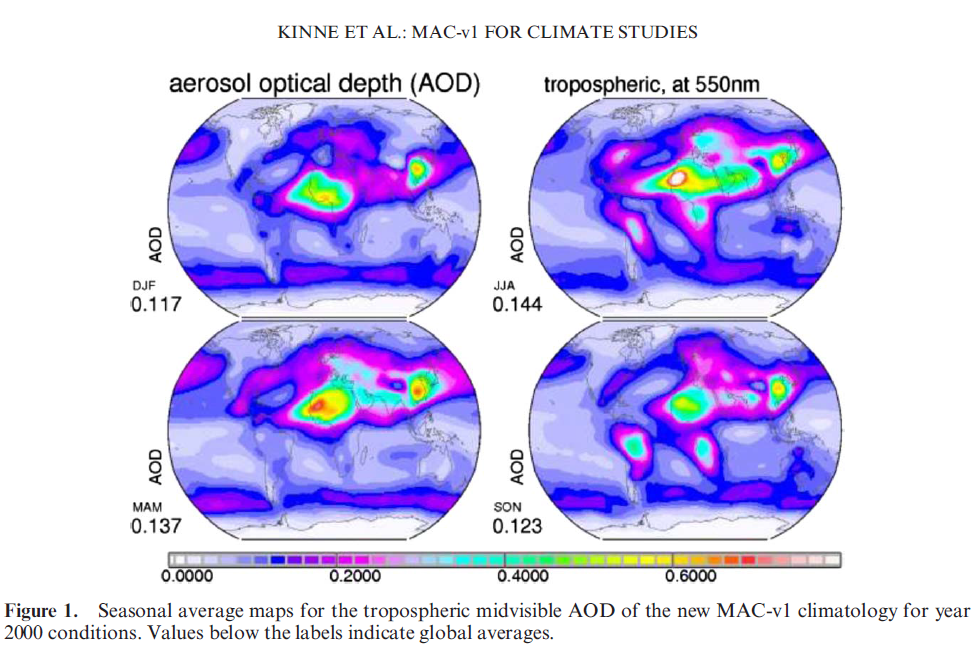 KINNE ET AL.: MAC-v1 FOR CLIMATE STUDIES
aerosol optical depth (AOD)
tropospheric, at 550nm
AOD
DJF
0.117
AOD
JJA
0.144
AOD
MAM
0.137
AOD
SON
0.123
0.0000 0.2000 0.4000 0.6000
Figure 1. Seasonal average maps for the tropospheric midvisible AOD of the new MAC-v1 climatology for year
2000 conditions. Values below the labels indicate global averages.